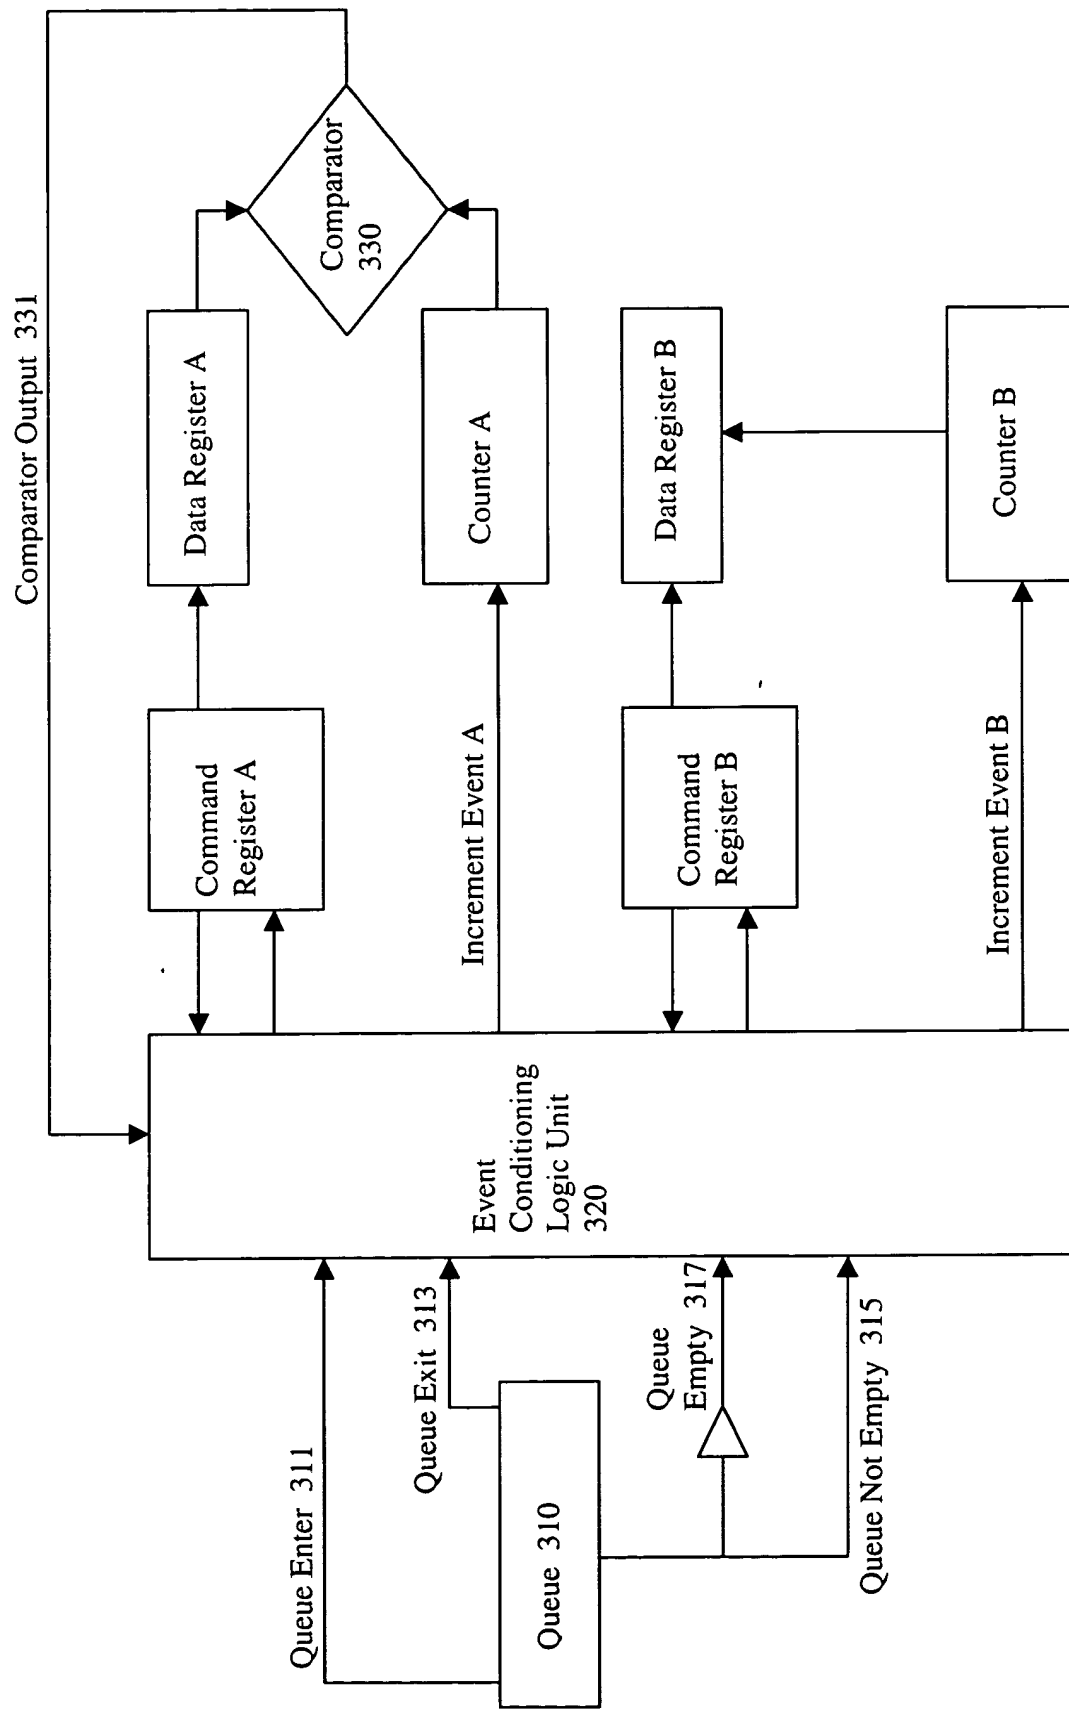 Comparator Output 331
Data Register A
Comparator
330
Command
Register A
Counter A
Increment Event A
Event
Conditioning
Logic Unit
320
Queue Enter 311
Queue Exit 313
Queue 310
Queue
Empty 317
Queue Not Empty 315
Command
Register B
Data Register B
Increment Event B
Counter B